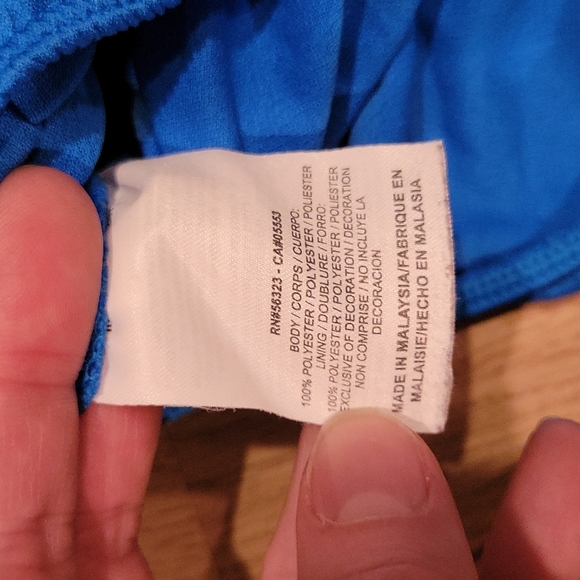 RN#56323 - CA#05553
BODY / CORPS / CUERPO:
100% POLYESTER / POLYESTER / POLIESTER
LINING / DOUBLURE / FORRO:
100% POLYESTER / POLYESTER / POLIESTER
EXCLUSIVE OF DECORATION / DECORATION
NON COMPRISE / NO INCLUYE LA
DECORACION
MADE IN MALAYSIA/FABRIQUE EN
MALAISIE/HECHO EN MALASIA